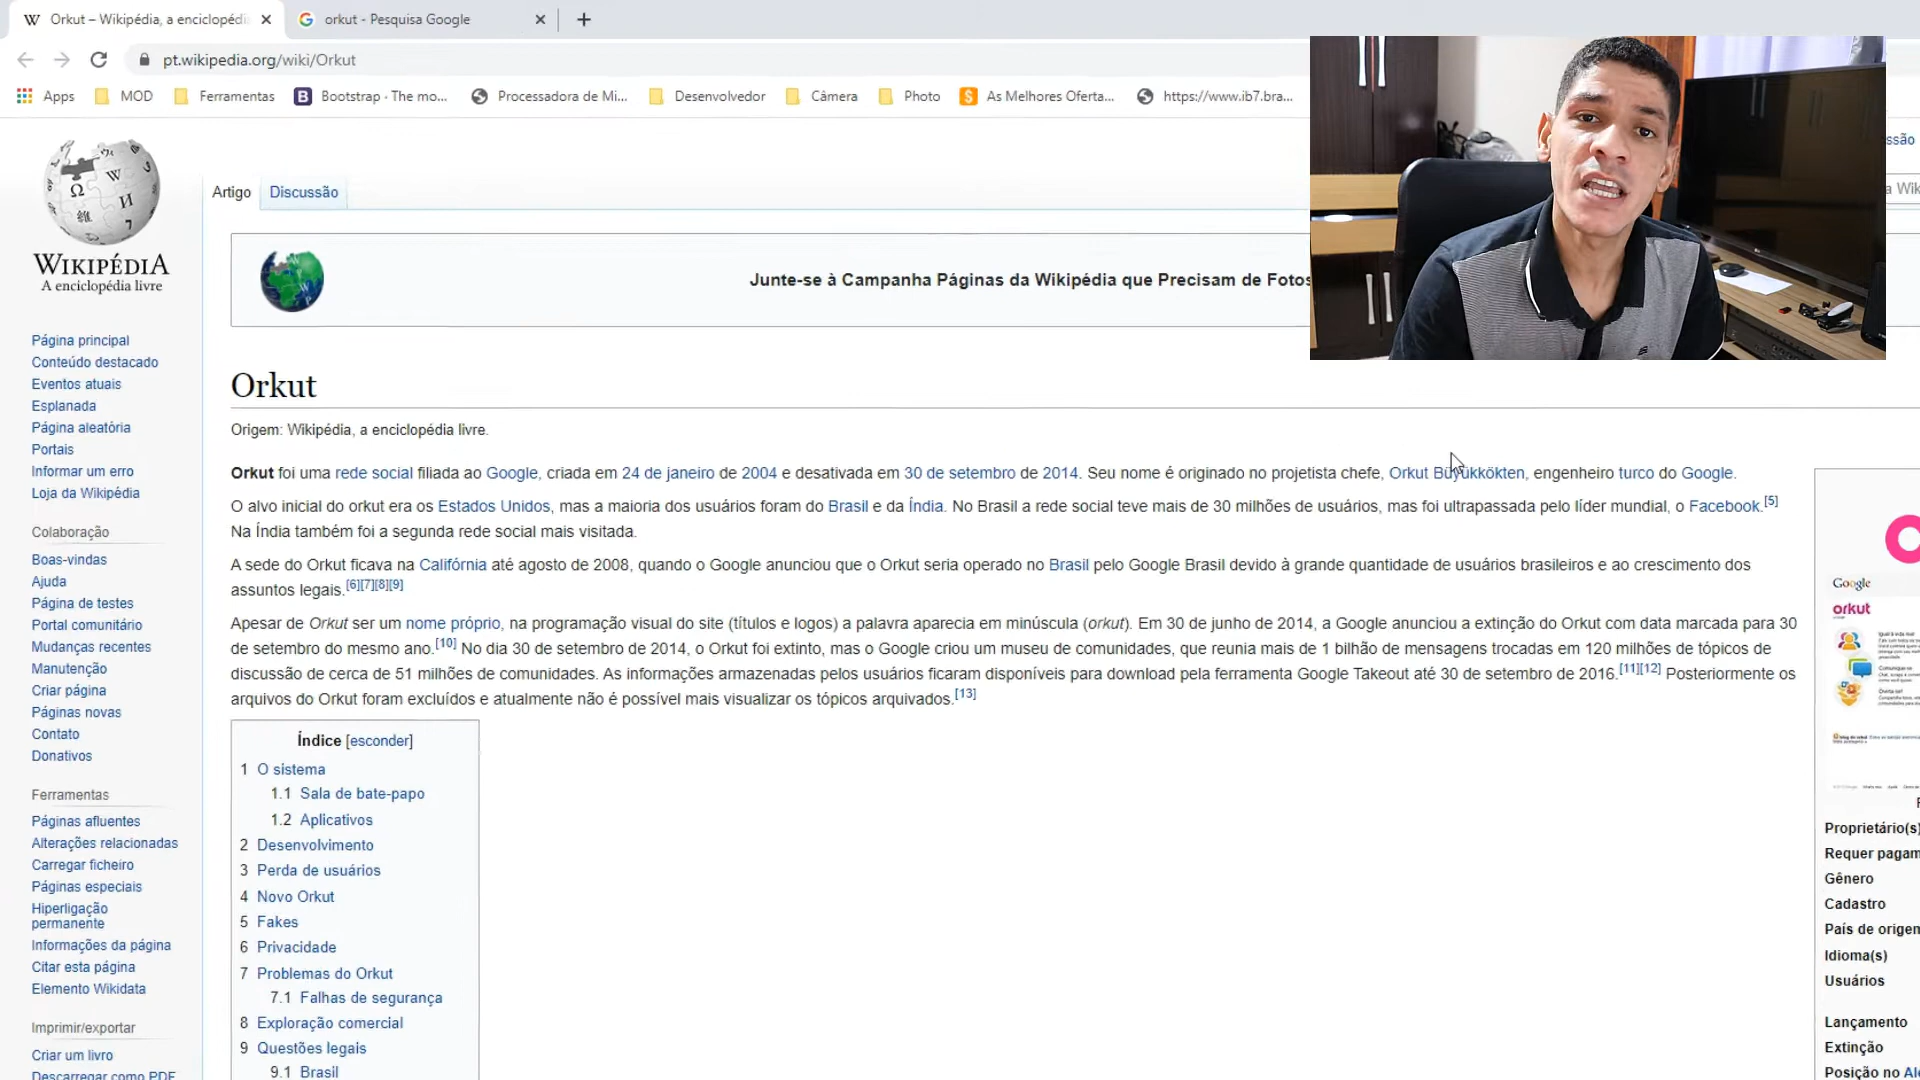 Orkut – Wikipédia, a enciclopédi
orkut - Pesquisa Google
pt.wikipedia.org/wiki/Orkut
Apps
MOD
Ferramentas
Bootstrap · The mo...
Processadora de Mi...
Desenvolvedor
Câmera
Photo
As Melhores Oferta...
https://www.ib7.bra...
WIKIPÉDIA
A enciclopédia livre
Página principal
Conteúdo destacado
Eventos atuais
Esplanada
Página aleatória
Portais
Informar um erro
Loja da Wikipédia
Colaboração
Boas-vindas
Ajuda
Página de testes
Portal comunitário
Mudanças recentes
Manutenção
Criar página
Páginas novas
Contato
Donativos
Ferramentas
Páginas afluentes
Alterações relacionadas
Carregar ficheiro
Páginas especiais
Hiperligação
permanente
Informações da página
Citar esta página
Elemento Wikidata
Imprimir/exportar
Criar um livro
Descarregar como PDF
Artigo
Discussão
ssão
a Wik
Junte-se à Campanha Páginas da Wikipédia que Precisam de Fotos
Orkut
Origem: Wikipédia, a enciclopédia livre.
Orkut foi uma rede social filiada ao Google, criada em 24 de janeiro de 2004 e desativada em 30 de setembro de 2014. Seu nome é originado no projetista chefe, Orkut Büyükkökten, engenheiro turco do Google.
O alvo inicial do orkut era os Estados Unidos, mas a maioria dos usuários foram do Brasil e da Índia. No Brasil a rede social teve mais de 30 milhões de usuários, mas foi ultrapassada pelo líder mundial, o Facebook.[5]
Na Índia também foi a segunda rede social mais visitada.
A sede do Orkut ficava na Califórnia até agosto de 2008, quando o Google anunciou que o Orkut seria operado no Brasil pelo Google Brasil devido à grande quantidade de usuários brasileiros e ao crescimento dos
assuntos legais.[6][7][8][9]
Apesar de Orkut ser um nome próprio, na programação visual do site (títulos e logos) a palavra aparecia em minúscula (orkut). Em 30 de junho de 2014, a Google anunciou a extinção do Orkut com data marcada para 30
de setembro do mesmo ano.[10] No dia 30 de setembro de 2014, o Orkut foi extinto, mas o Google criou um museu de comunidades, que reunia mais de 1 bilhão de mensagens trocadas em 120 milhões de tópicos de
discussão de cerca de 51 milhões de comunidades. As informações armazenadas pelos usuários ficaram disponíveis para download pela ferramenta Google Takeout até 30 de setembro de 2016.[11][12] Posteriormente os
arquivos do Orkut foram excluídos e atualmente não é possível mais visualizar os tópicos arquivados.[13]
Índice [esconder]
1 O sistema
1.1 Sala de bate-papo
1.2 Aplicativos
2 Desenvolvimento
3 Perda de usuários
4 Novo Orkut
5 Fakes
6 Privacidade
7 Problemas do Orkut
7.1 Falhas de segurança
8 Exploração comercial
9 Questões legais
9.1 Brasil
Google
orkut
Proprietário(s)
Requer pagam
Gênero
Cadastro
País de origem
Idioma(s)
Usuários
Lançamento
Extinção
Posição no Al